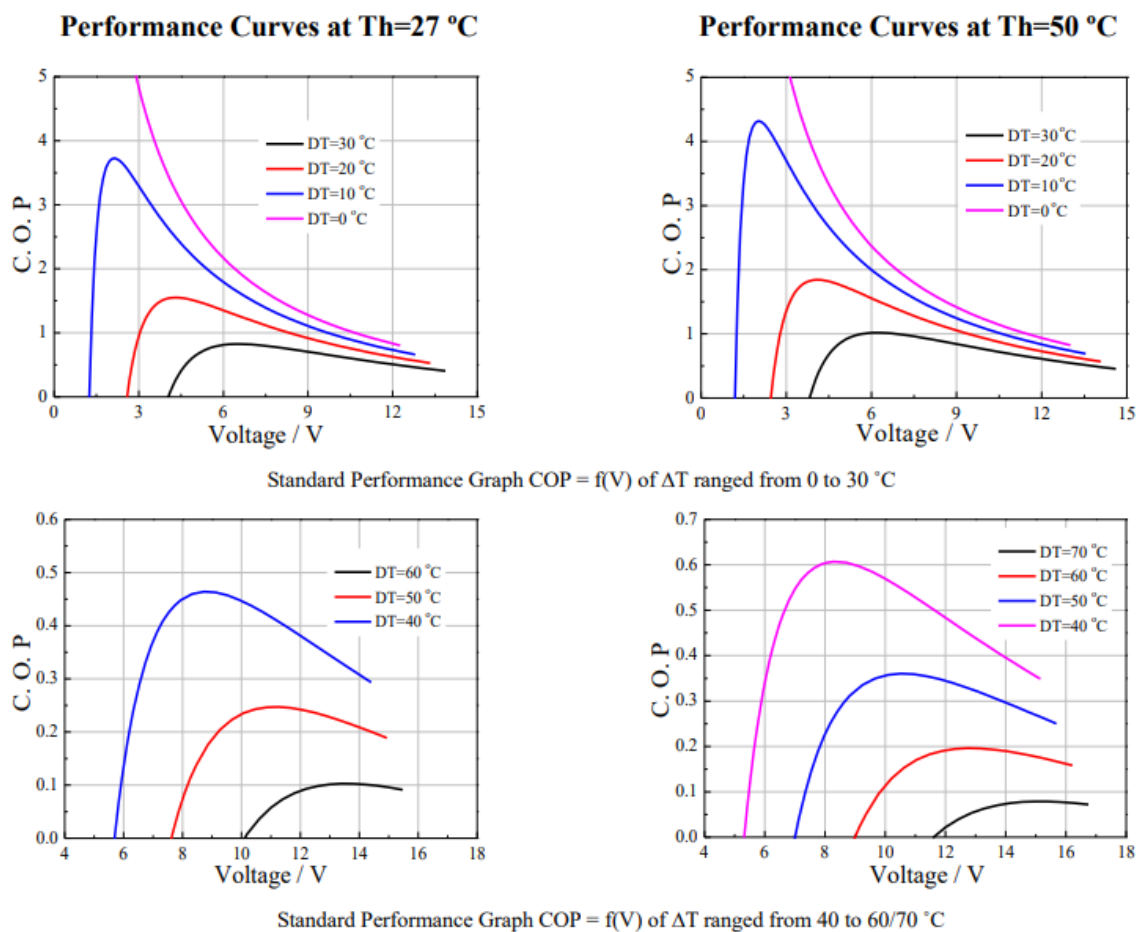 Performance Curves at Th=27 ºC
Performance Curves at Th=50 ºC
5
4
3
2
1
0
C. O. P
DT=30 °C
DT=20 °C
DT=10 °C
DT=0 °C
0 3 6 9 12 15
Voltage / V
5
4
3
2
1
0
C. O. P
DT=30 °C
DT=20 °C
DT=10 °C
DT=0 °C
0 3 6 9 12 15
Voltage / V
Standard Performance Graph COP = f(V) of ΔT ranged from 0 to 30 ˚C
0.6
0.5
0.4
0.3
0.2
0.1
0.0
C. O. P
DT=60 °C
DT=50 °C
DT=40 °C
4 6 8 10 12 14 16 18
Voltage / V
0.7
0.6
0.5
0.4
0.3
0.2
0.1
0.0
C. O. P
DT=70 °C
DT=60 °C
DT=50 °C
DT=40 °C
4 6 8 10 12 14 16 18
Voltage / V
Standard Performance Graph COP = f(V) of ΔT ranged from 40 to 60/70 ˚C